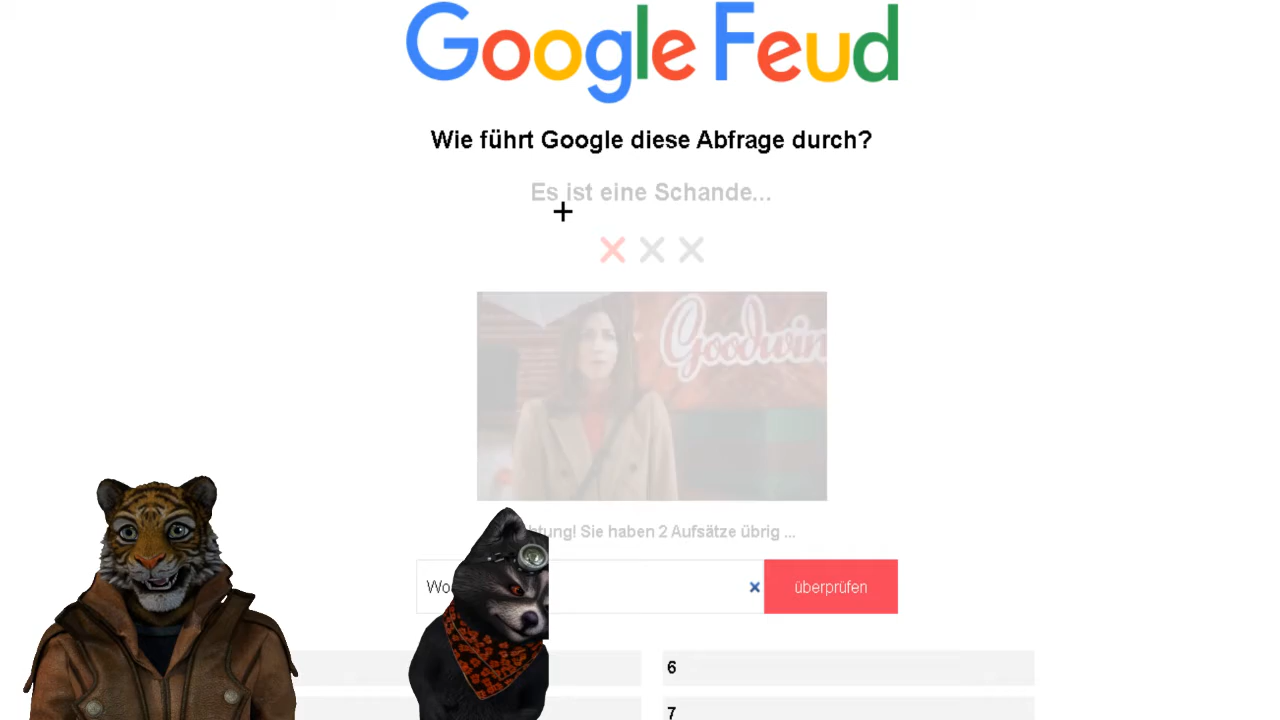 Google Feud
Wie führt Google diese Abfrage durch?
Es ist eine Schande...
Goodwin
Sie haben 2 Aufsätze übrig ...
überprüfen
6
7